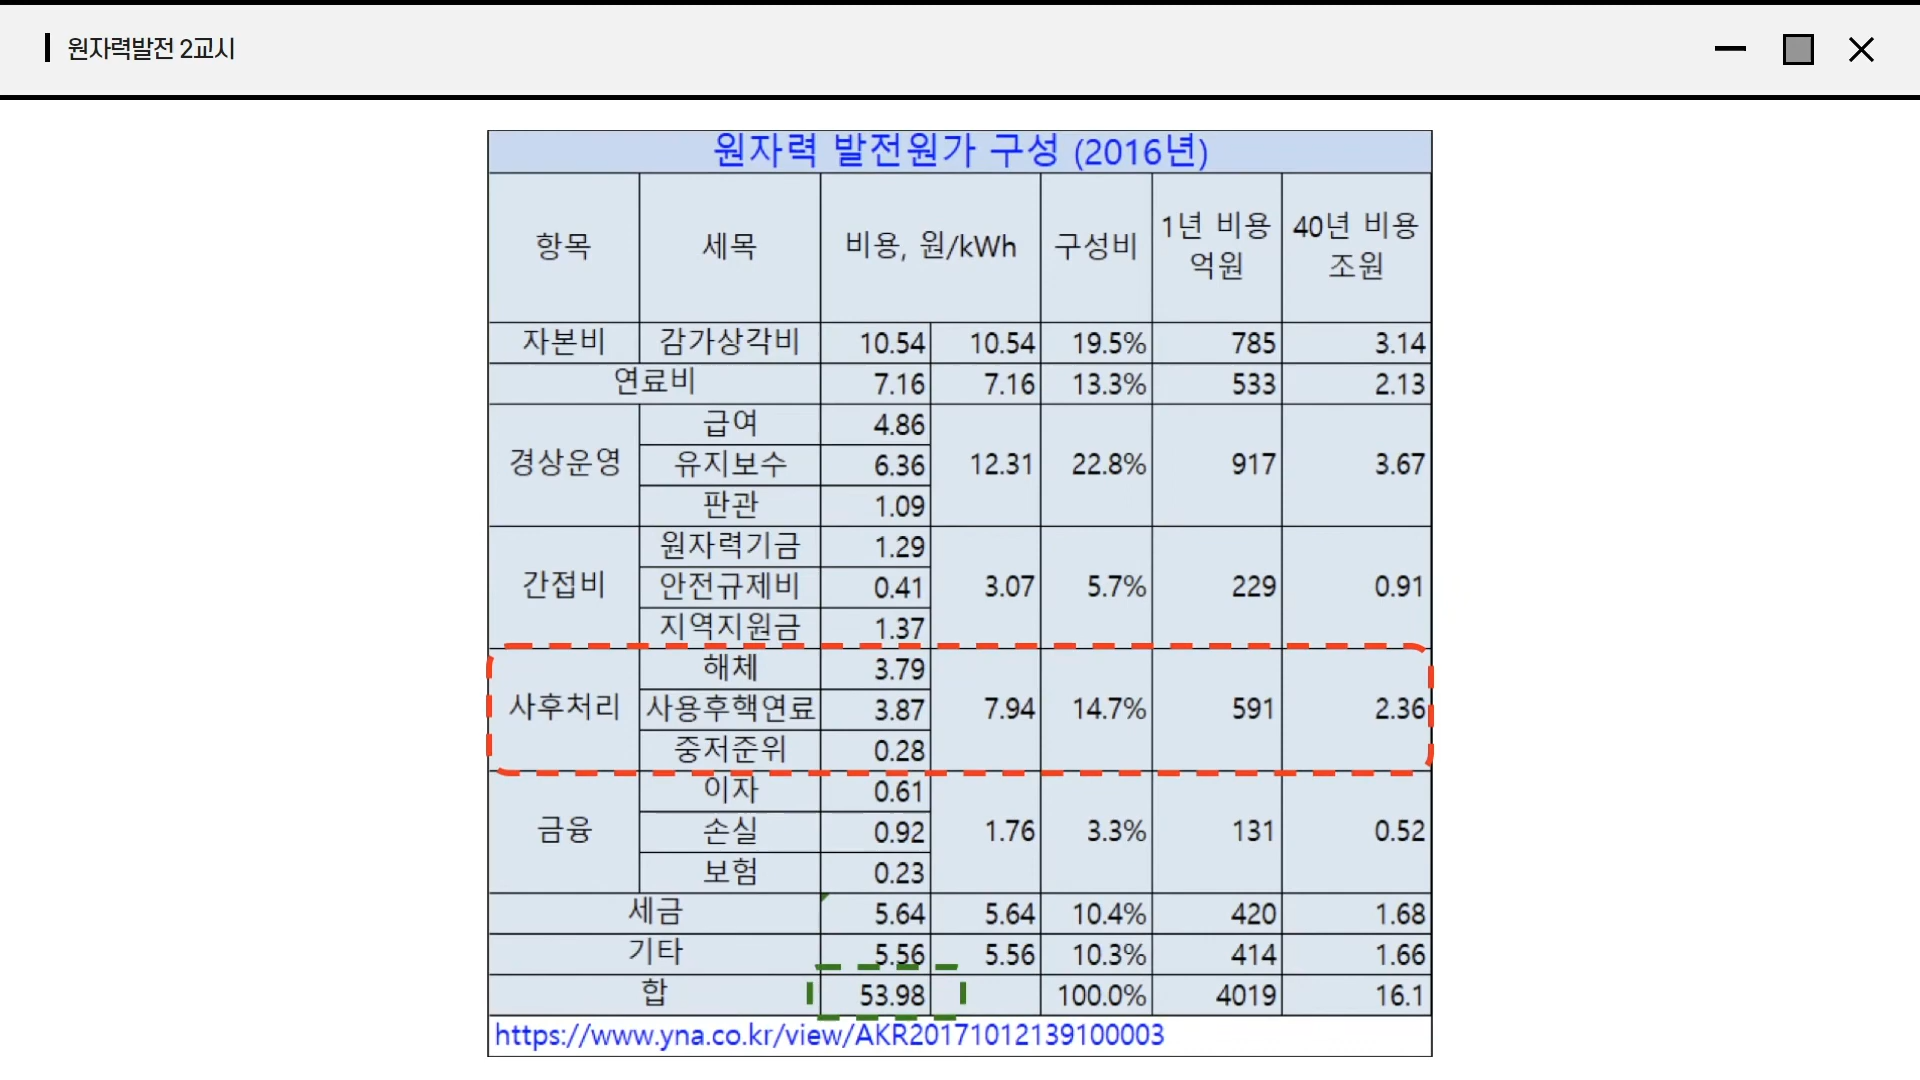 원자력발전 2교시
원자력 발전원가 구성 (2016년)
항목 세목 비용, 원/kWh 구성비 1년 비용 억원 40년 비용 조원
자본비 감가상각비 10.54 10.54 19.5% 785 3.14
연료비 7.16 7.16 13.3% 533 2.13
급여 4.86
경상운영 유지보수 6.36 12.31 22.8% 917 3.67
판관 1.09
원자력기금 1.29
간접비 안전규제비 0.41 3.07 5.7% 229 0.91
지역지원금 1.37
해체 3.79
사후처리 사용후핵연료 3.87 7.94 14.7% 591 2.36
중저준위 0.28
이자 0.61
금융 손실 0.92 1.76 3.3% 131 0.52
보험 0.23
세금 5.64 5.64 10.4% 420 1.68
기타 5.56 5.56 10.3% 414 1.66
합 53.98 100.0% 4019 16.1
https://www.yna.co.kr/view/AKR20171012139100003